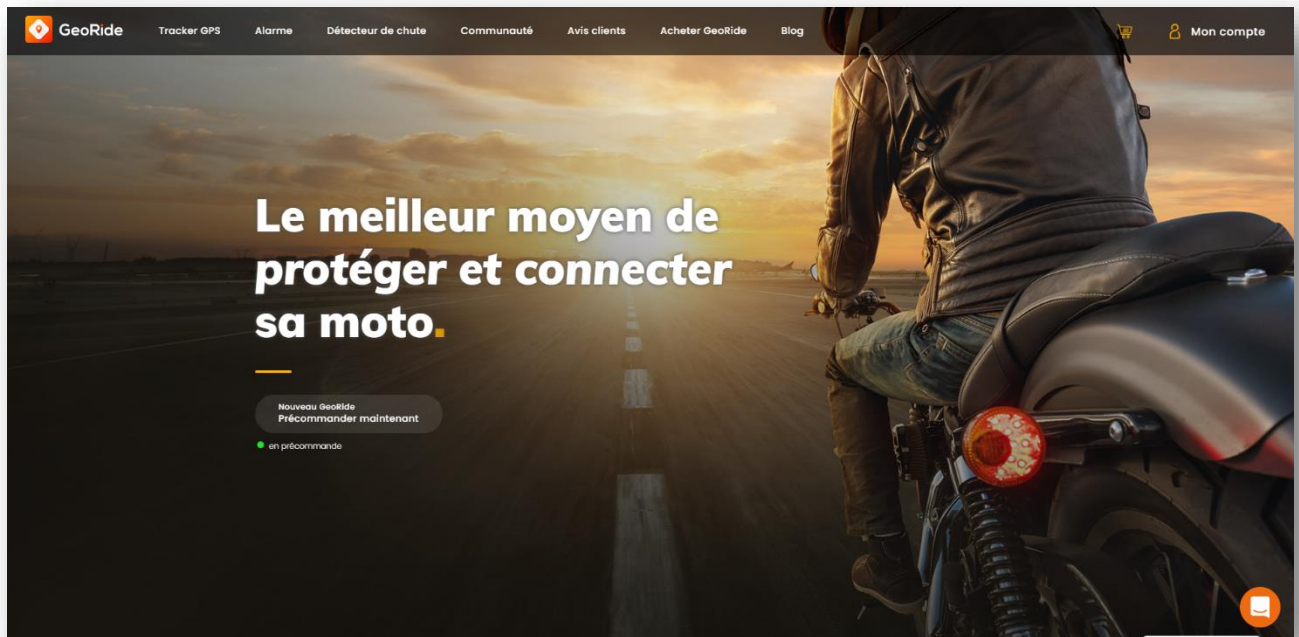 GeoRide
Tracker GPS
Alarme
Détecteur de chute
Communauté
Avis clients
Acheter GeoRide
Blog
Mon compte
Le meilleur moyen de
protéger et connecter
sa moto.
Nouveau GeoRide
Précommander maintenant
en précommande